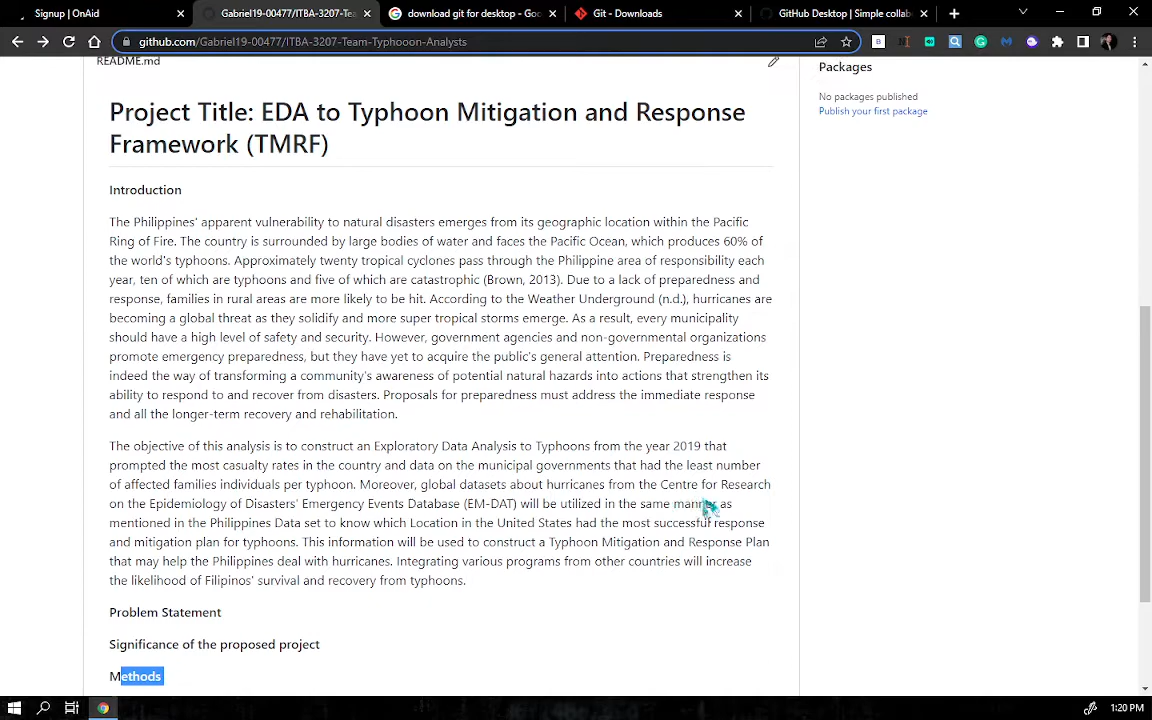 Signup | OnAid
Gabriel19-00477/ITBA-3207-Tea
download git for desktop - Goo
Git - Downloads
GitHub Desktop | Simple collab
github.com/Gabriel19-00477/ITBA-3207-Team-Typhooon-Analysts
README.md
Packages
No packages published
Publish your first package
Project Title: EDA to Typhoon Mitigation and Response
Framework (TMRF)
Introduction
The Philippines' apparent vulnerability to natural disasters emerges from its geographic location within the Pacific
Ring of Fire. The country is surrounded by large bodies of water and faces the Pacific Ocean, which produces 60% of
the world's typhoons. Approximately twenty tropical cyclones pass through the Philippine area of responsibility each
year, ten of which are typhoons and five of which are catastrophic (Brown, 2013). Due to a lack of preparedness and
response, families in rural areas are more likely to be hit. According to the Weather Underground (n.d.), hurricanes are
becoming a global threat as they solidify and more super tropical storms emerge. As a result, every municipality
should have a high level of safety and security. However, government agencies and non-governmental organizations
promote emergency preparedness, but they have yet to acquire the public's general attention. Preparedness is
indeed the way of transforming a community's awareness of potential natural hazards into actions that strengthen its
ability to respond to and recover from disasters. Proposals for preparedness must address the immediate response
and all the longer-term recovery and rehabilitation.
The objective of this analysis is to construct an Exploratory Data Analysis to Typhoons from the year 2019 that
prompted the most casualty rates in the country and data on the municipal governments that had the least number
of affected families individuals per typhoon. Moreover, global datasets about hurricanes from the Centre for Research
on the Epidemiology of Disasters' Emergency Events Database (EM-DAT) will be utilized in the same manner as
mentioned in the Philippines Data set to know which Location in the United States had the most successful response
and mitigation plan for typhoons. This information will be used to construct a Typhoon Mitigation and Response Plan
that may help the Philippines deal with hurricanes. Integrating various programs from other countries will increase
the likelihood of Filipinos' survival and recovery from typhoons.
Problem Statement
Significance of the proposed project
Methods
1:20 PM